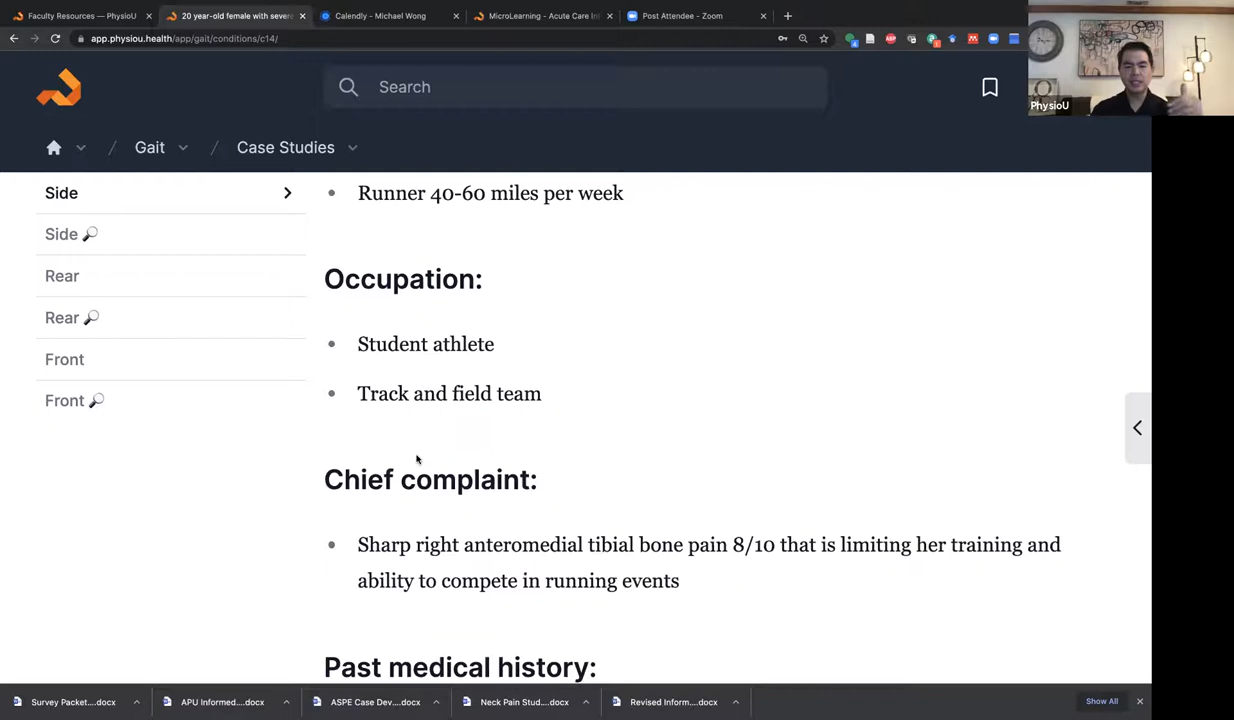 Faculty Resources — PhysioU
20 year-old female with severe
Calendly - Michael Wong
MicroLearning - Acute Care In
Post Attendee - Zoom
app.physiou.health/app/gait/conditions/c14/
PhysioU
Search
Gait / Case Studies
Side
Side
Rear
Rear
Front
Front
Runner 40-60 miles per week
Occupation:
Student athlete
Track and field team
Chief complaint:
Sharp right anteromedial tibial bone pain 8/10 that is limiting her training and
ability to compete in running events
Past medical history:
Survey Packet....docx
APU Informed....docx
ASPE Case Dev....docx
Neck Pain Stud....docx
Revised Inform....docx
Show All